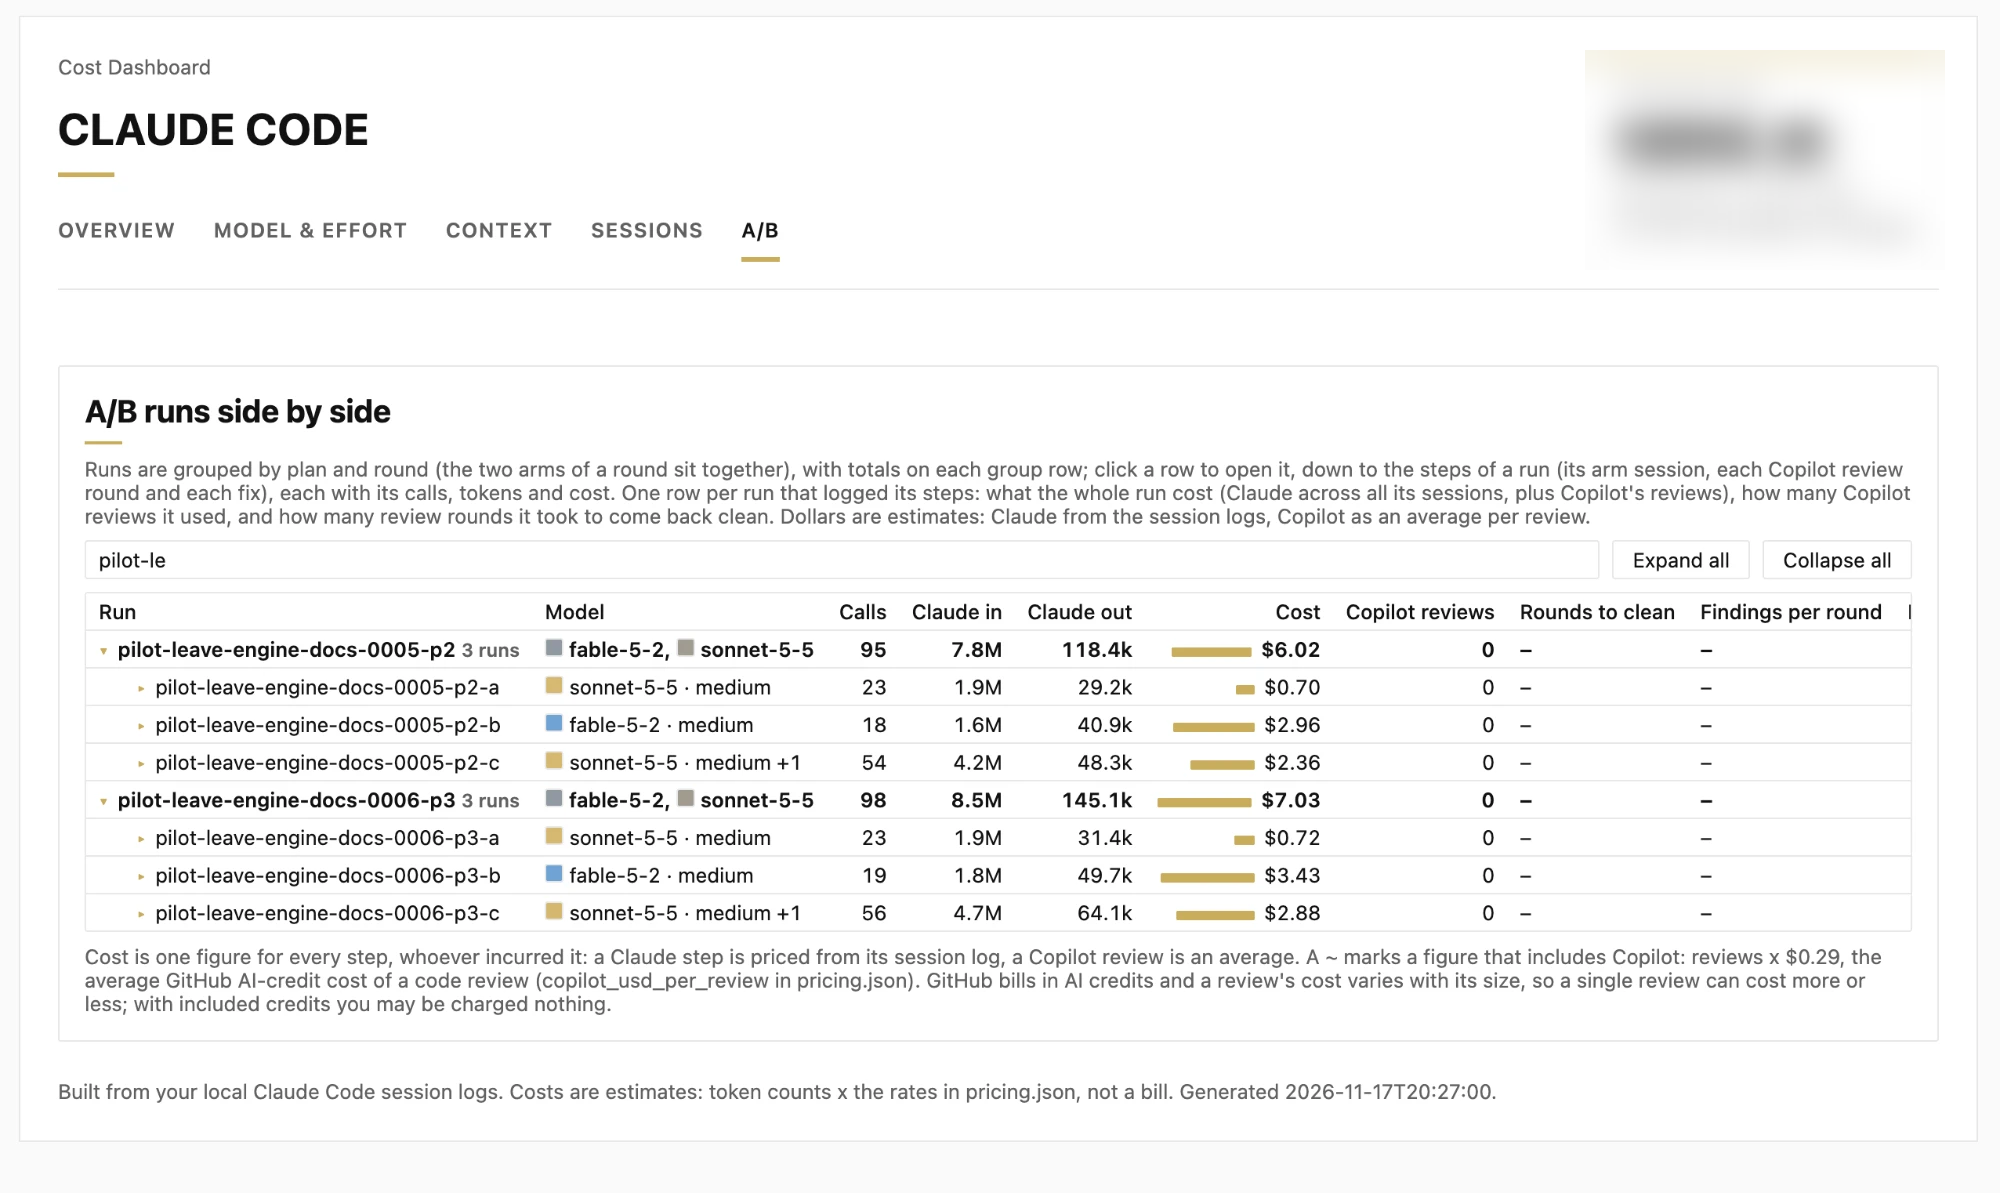 Cost Dashboard
CLAUDE CODE
OVERVIEW MODEL & EFFORT CONTEXT SESSIONS A/B
A/B runs side by side
Runs are grouped by plan and round (the two arms of a round sit together), with totals on each group row; click a row to open it, down to the steps of a run (its arm session, each Copilot review
round and each fix), each with its calls, tokens and cost. One row per run that logged its steps: what the whole run cost (Claude across all its sessions, plus Copilot's reviews), how many Copilot
reviews it used, and how many review rounds it took to come back clean. Dollars are estimates: Claude from the session logs, Copilot as an average per review.
pilot-le Expand all Collapse all
Run Model Calls Claude in Claude out Cost Copilot reviews Rounds to clean Findings per round
pilot-leave-engine-docs-0005-p2 3 runs fable-5-2, sonnet-5-5 95 7.8M 118.4k $6.02 0 – –
pilot-leave-engine-docs-0005-p2-a sonnet-5-5 · medium 23 1.9M 29.2k $0.70 0 – –
pilot-leave-engine-docs-0005-p2-b fable-5-2 · medium 18 1.6M 40.9k $2.96 0 – –
pilot-leave-engine-docs-0005-p2-c sonnet-5-5 · medium +1 54 4.2M 48.3k $2.36 0 – –
pilot-leave-engine-docs-0006-p3 3 runs fable-5-2, sonnet-5-5 98 8.5M 145.1k $7.03 0 – –
pilot-leave-engine-docs-0006-p3-a sonnet-5-5 · medium 23 1.9M 31.4k $0.72 0 – –
pilot-leave-engine-docs-0006-p3-b fable-5-2 · medium 19 1.8M 49.7k $3.43 0 – –
pilot-leave-engine-docs-0006-p3-c sonnet-5-5 · medium +1 56 4.7M 64.1k $2.88 0 – –
Cost is one figure for every step, whoever incurred it: a Claude step is priced from its session log, a Copilot review is an average. A ~ marks a figure that includes Copilot: reviews x $0.29, the
average GitHub AI-credit cost of a code review (copilot_usd_per_review in pricing.json). GitHub bills in AI credits and a review's cost varies with its size, so a single review can cost more or
less; with included credits you may be charged nothing.
Built from your local Claude Code session logs. Costs are estimates: token counts x the rates in pricing.json, not a bill. Generated 2026-11-17T20:27:00.